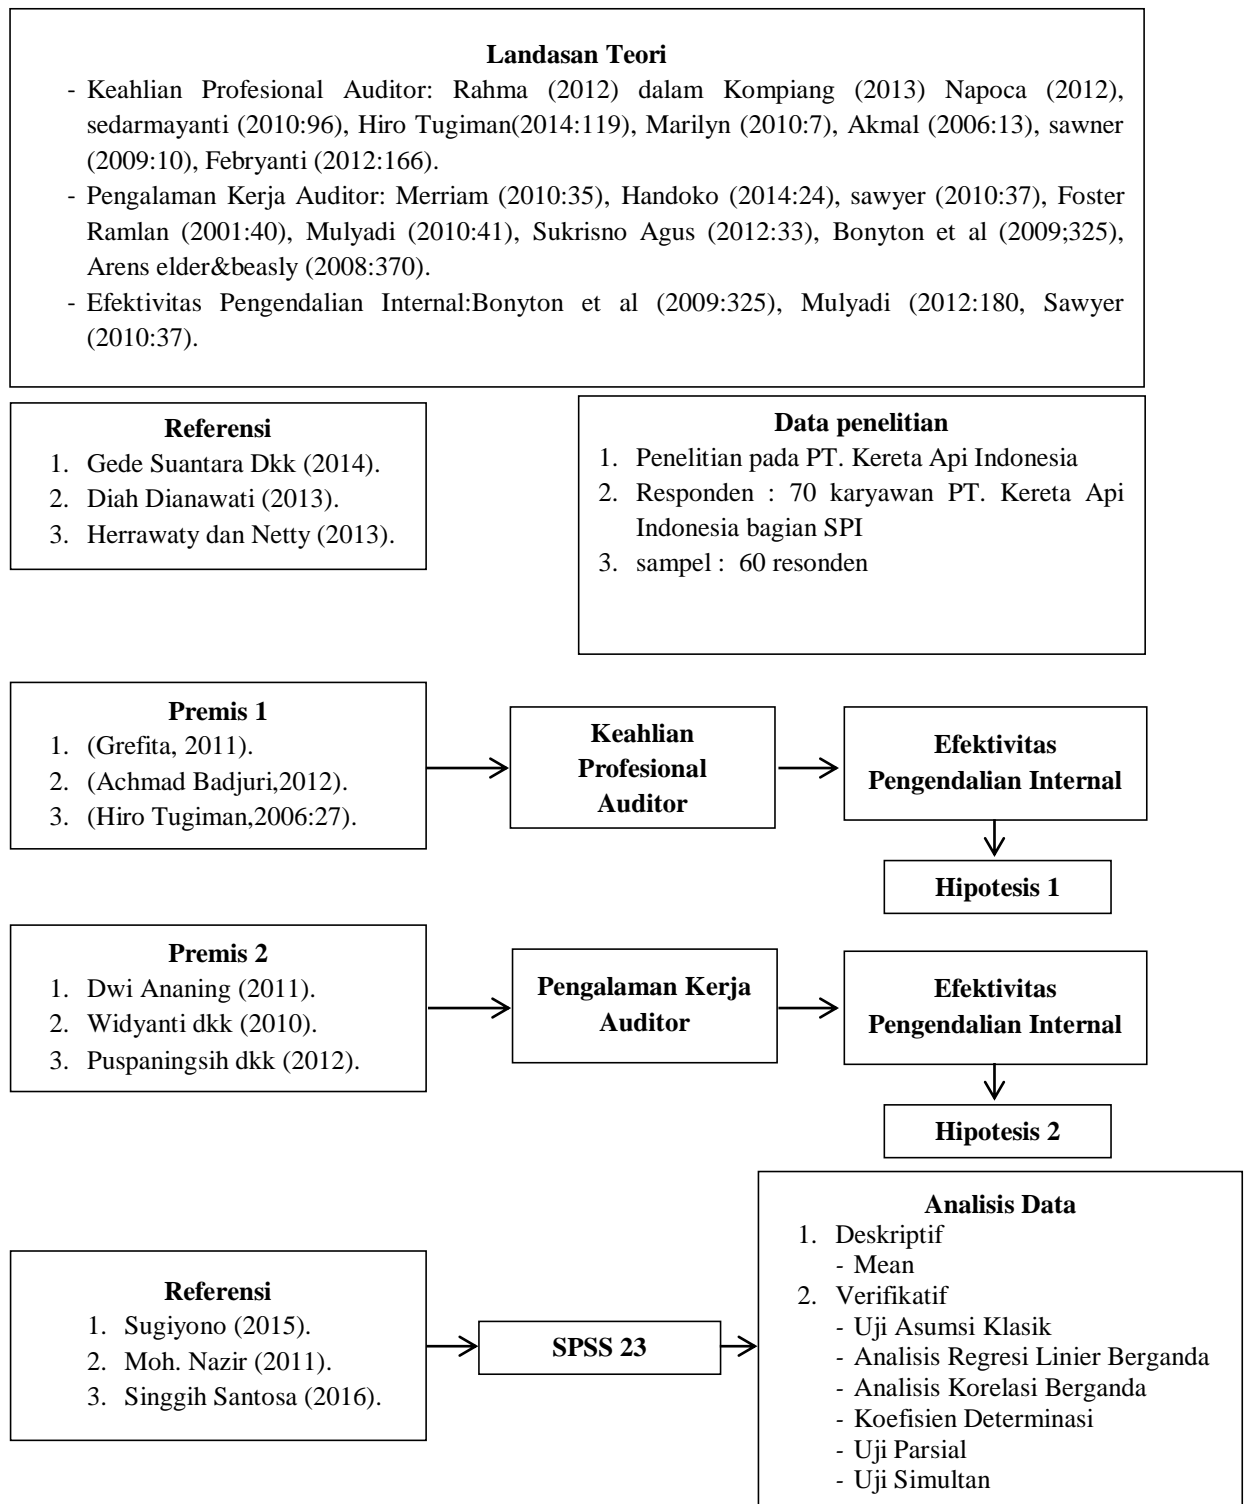 Landasan Teori
- Keahlian Profesional Auditor: Rahma (2012) dalam Kompiang (2013) Napoca (2012),
sedarmayanti (2010:96), Hiro Tugiman(2014:119), Marilyn (2010:7), Akmal (2006:13), sawner
(2009:10), Febryanti (2012:166).
- Pengalaman Kerja Auditor: Merriam (2010:35), Handoko (2014:24), sawyer (2010:37), Foster
Ramlan (2001:40), Mulyadi (2010:41), Sukrisno Agus (2012:33), Bonyton et al (2009;325),
Arens elder&beasly (2008:370).
- Efektivitas Pengendalian Internal:Bonyton et al (2009:325), Mulyadi (2012:180, Sawyer
(2010:37).
Referensi
1. Gede Suantara Dkk (2014).
2. Diah Dianawati (2013).
3. Herrawaty dan Netty (2013).
Data penelitian
1. Penelitian pada PT. Kereta Api Indonesia
2. Responden : 70 karyawan PT. Kereta Api
Indonesia bagian SPI
3. sampel : 60 resonden
Premis 1
1. (Grefita, 2011).
2. (Achmad Badjuri,2012).
3. (Hiro Tugiman,2006:27).
Keahlian
Profesional
Auditor
Efektivitas
Pengendalian Internal
Hipotesis 1
Premis 2
1. Dwi Ananing (2011).
2. Widyanti dkk (2010).
3. Puspaningsih dkk (2012).
Pengalaman Kerja
Auditor
Efektivitas
Pengendalian Internal
Hipotesis 2
Referensi
1. Sugiyono (2015).
2. Moh. Nazir (2011).
3. Singgih Santosa (2016).
SPSS 23
Analisis Data
1. Deskriptif
- Mean
2. Verifikatif
- Uji Asumsi Klasik
- Analisis Regresi Linier Berganda
- Analisis Korelasi Berganda
- Koefisien Determinasi
- Uji Parsial
- Uji Simultan